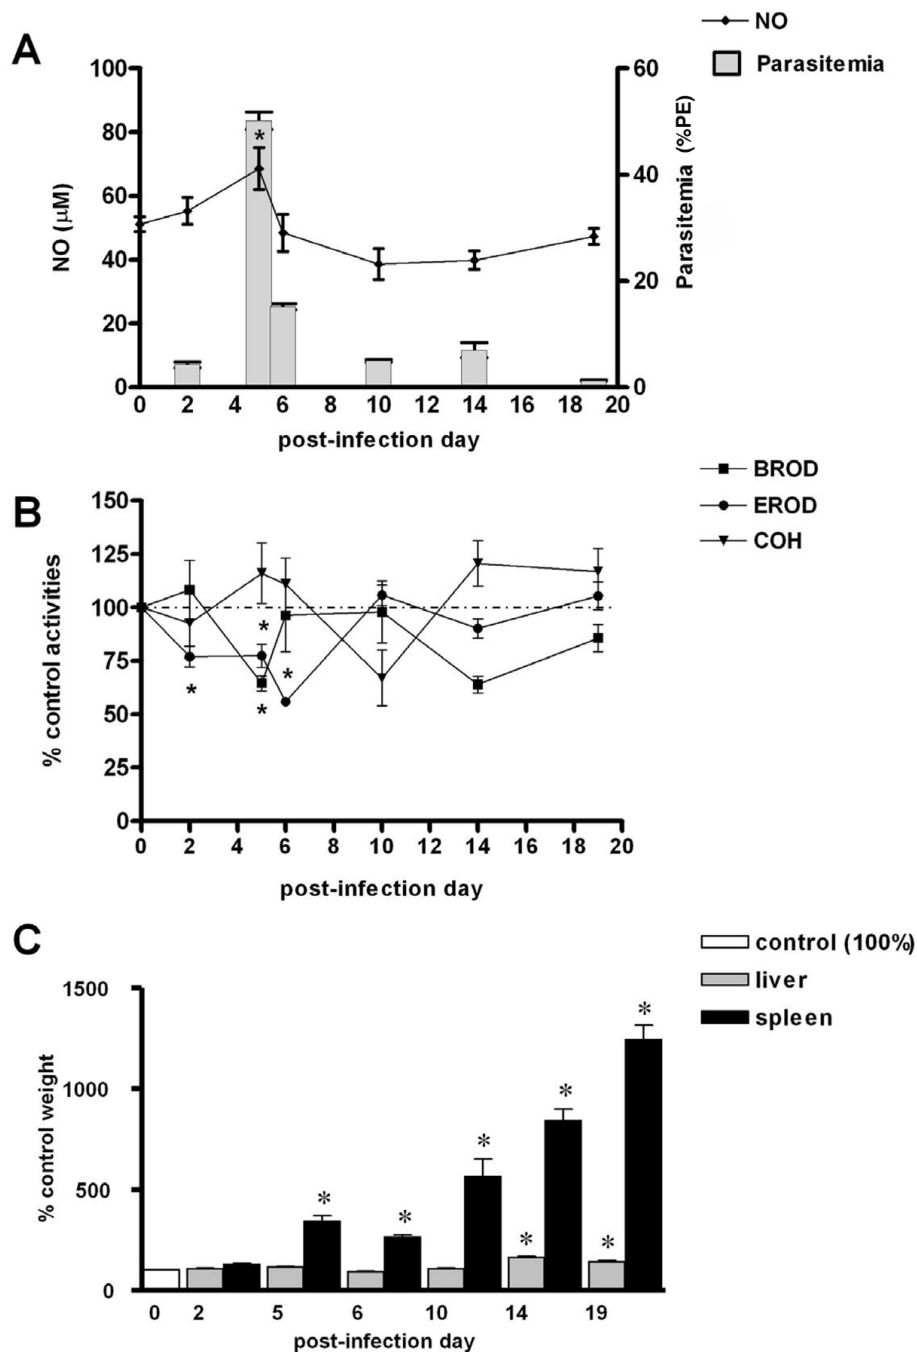 A
NO
Parasitemia
100
80
60
40
20
0
NO (μM)
60
40
20
0
Parasitemia (%PE)
*
0 2 4 6 8 10 12 14 16 18 20
post-infection day
B
BROD
EROD
COH
150
125
100
75
50
25
0
% control activities
*
*
*
*
0 2 4 6 8 10 12 14 16 18 20
post-infection day
C
control (100%)
liver
spleen
1500
1000
500
0
% control weight
* * * * * * *
0 2 5 6 10 14 19
post-infection day